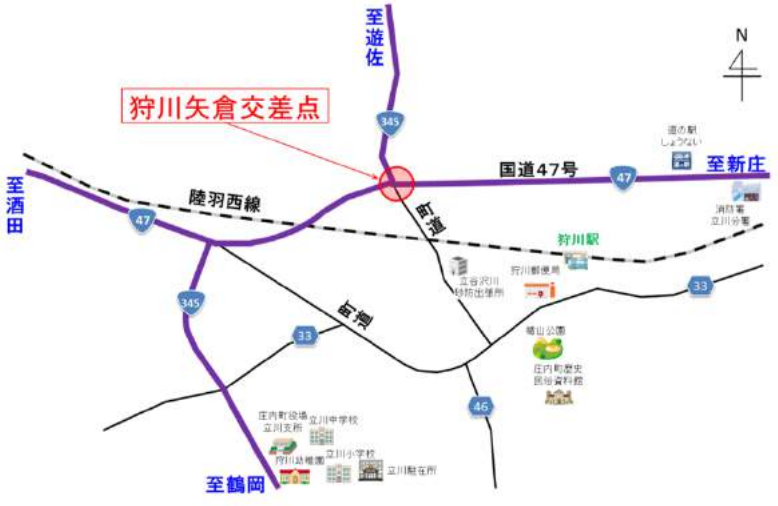 至遊佐
N
狩川矢倉交差点
345
道の駅
しょうない
国道47号
47
至新庄
至酒田
陸羽西線
町道
消防署
立川分署
47
狩川駅
立谷沢川
砂防出張所
狩川郵便局
33
345
町道
33
楯山公園
庄内町歴史
民俗資料館
46
庄内町役場
立川支所
立川中学校
狩川幼稚園
立川小学校
立川駐在所
至鶴岡